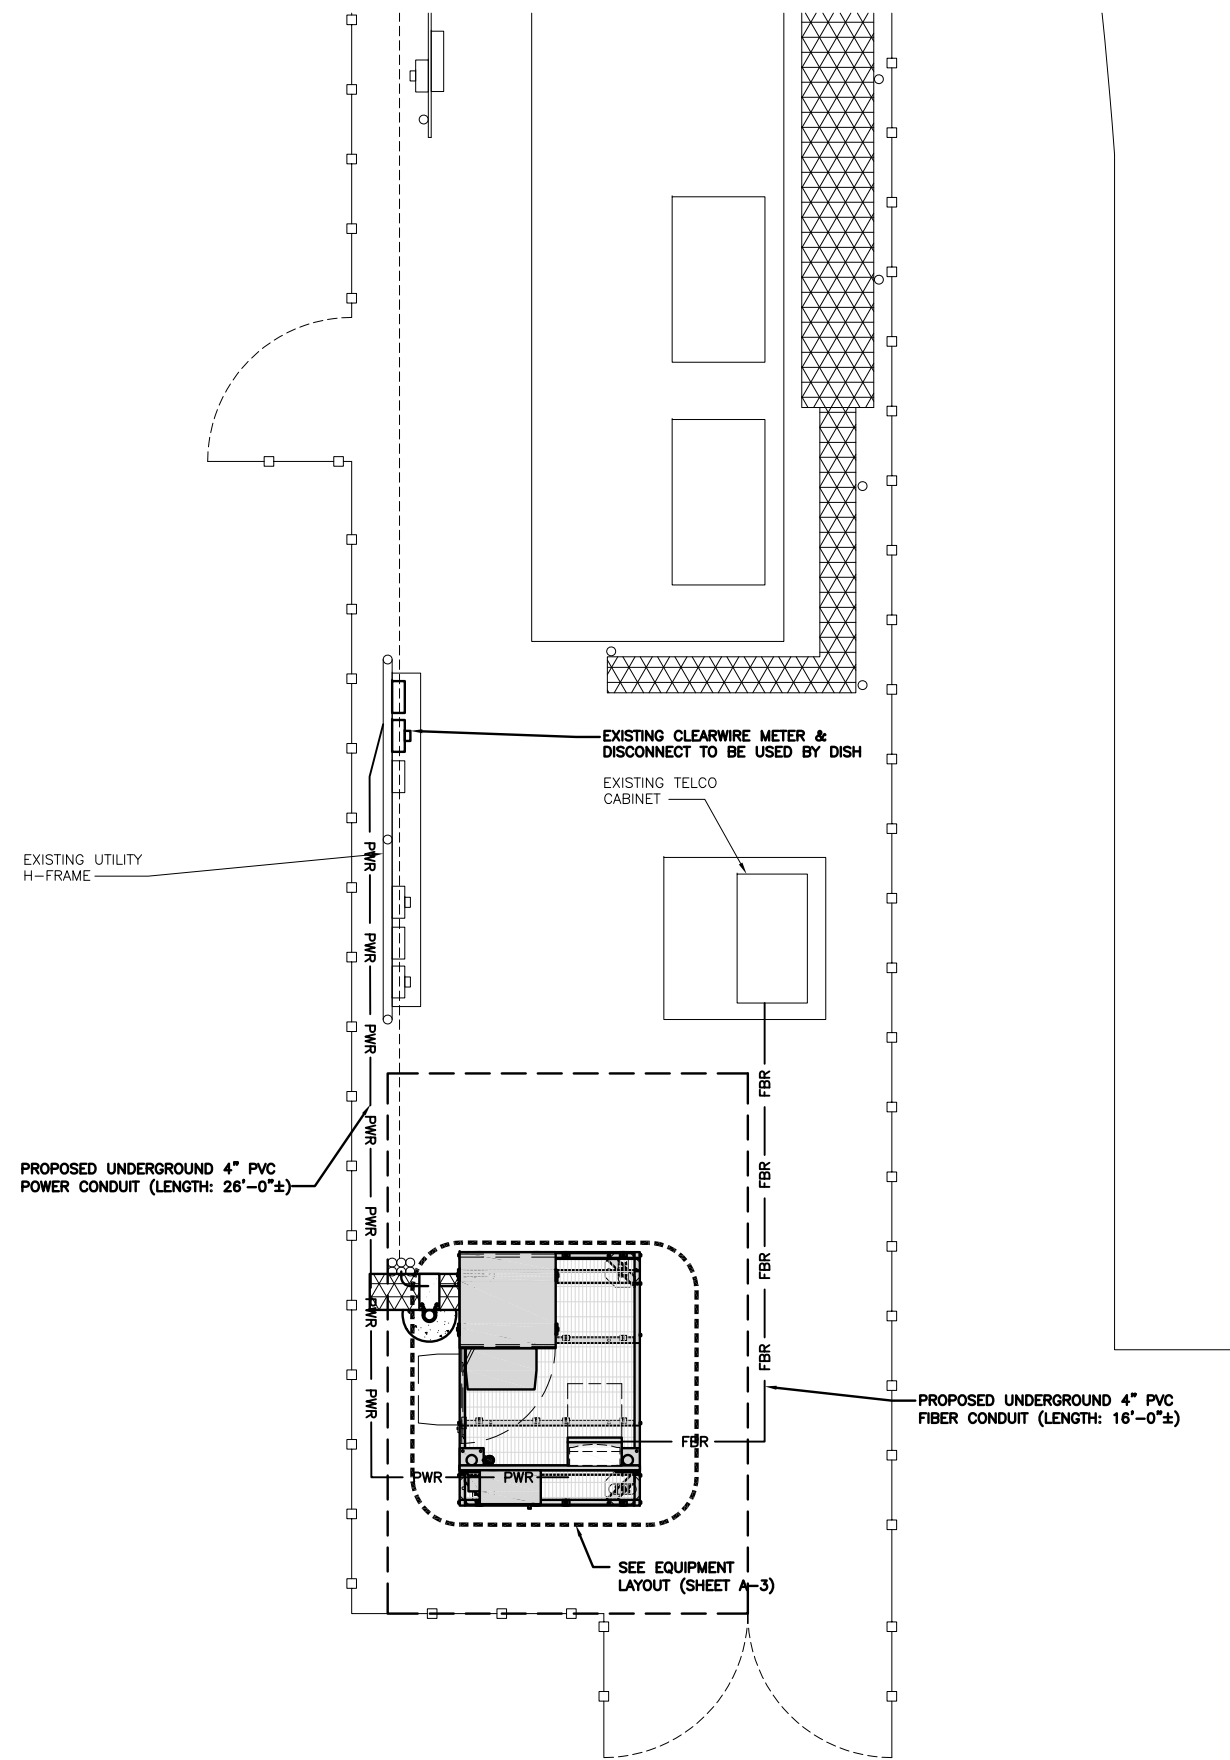 EXISTING CLEARWIRE METER &
DISCONNECT TO BE USED BY DISH
EXISTING TELCO
CABINET
EXISTING UTILITY
H-FRAME
PWR
PWR
PWR
FBR
PWR
FBR
PROPOSED UNDERGROUND 4" PVC
POWER CONDUIT (LENGTH: 26'-0"±)
PWR
FBR
PWR
FBR
PWR
PROPOSED UNDERGROUND 4" PVC
FIBER CONDUIT (LENGTH: 16'-0"±)
FBR
PWR
PWR
SEE EQUIPMENT
LAYOUT (SHEET A-3)